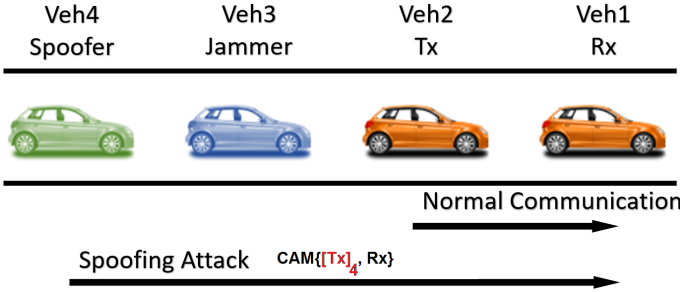 Veh4 Veh3 Veh2 Veh1
Spoofer Jammer Tx Rx
Normal Communication
Spoofing Attack CAM{[Tx]4, Rx}